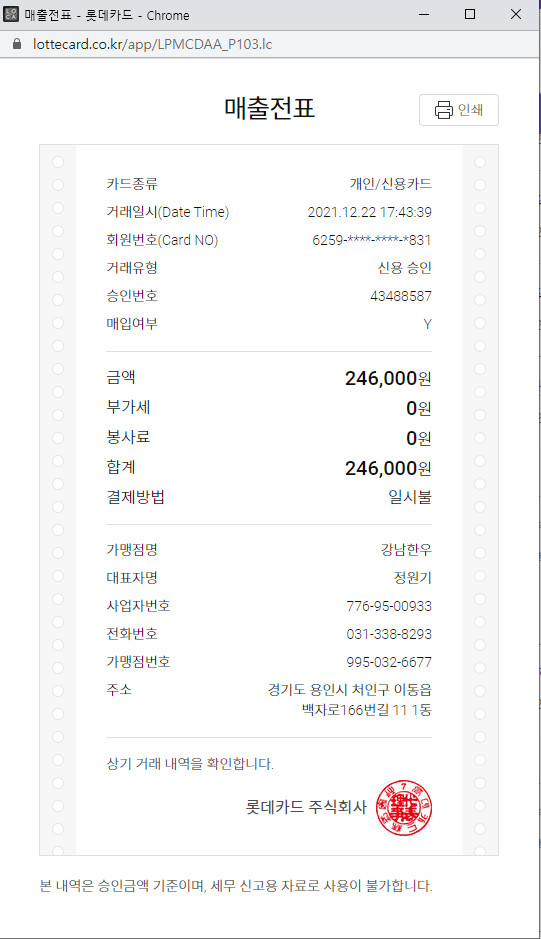 매출전표 - 롯데카드 - Chrome
lottecard.co.kr/app/LPMCDAA_P103.lc
매출전표
인쇄
카드종류 개인/신용카드
거래일시(Date Time) 2021.12.22 17:43:39
회원번호(Card NO) 6259-****-****-*831
거래유형 신용 승인
승인번호 43488587
매입여부 Y
금액 246,000원
부가세 0원
봉사료 0원
합계 246,000원
결제방법 일시불
가맹점명 강남한우
대표자명 정원기
사업자번호 776-95-00933
전화번호 031-338-8293
가맹점번호 995-032-6677
주소 경기도 용인시 처인구 이동읍
백자로166번길 11 1동
상기 거래 내역을 확인합니다.
롯데카드 주식회사
본 내역은 승인금액 기준이며, 세무 신고용 자료로 사용이 불가합니다.